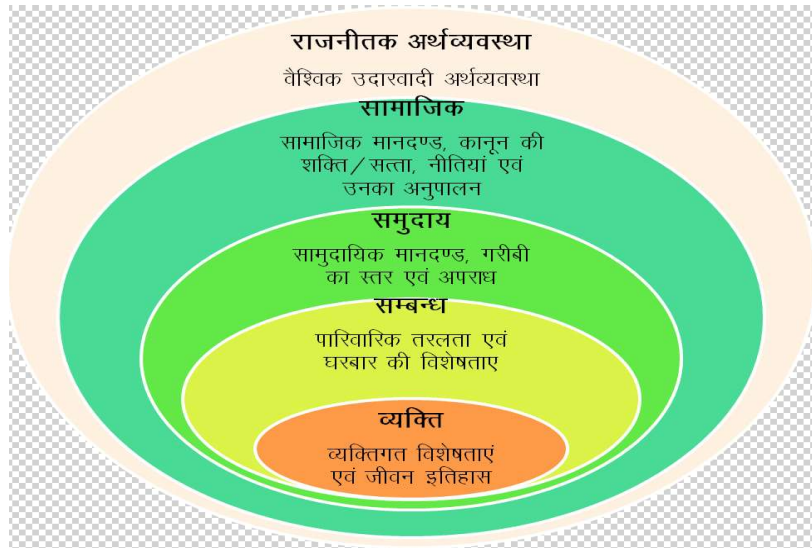 राजनीतक अर्थव्यवस्था
वैश्विक उदारवादी अर्थव्यवस्था
सामाजिक
सामाजिक मानदण्ड, कानून की
शक्ति/सत्ता, नीतियां एवं
उनका अनुपालन
समुदाय
सामुदायिक मानदण्ड, गरीबी
का स्तर एवं अपराध
सम्बन्ध
पारिवारिक तरलता एवं
घरबार की विशेषताए
व्यक्ति
व्यक्तिगत विशेषताएं
एवं जीवन इतिहास